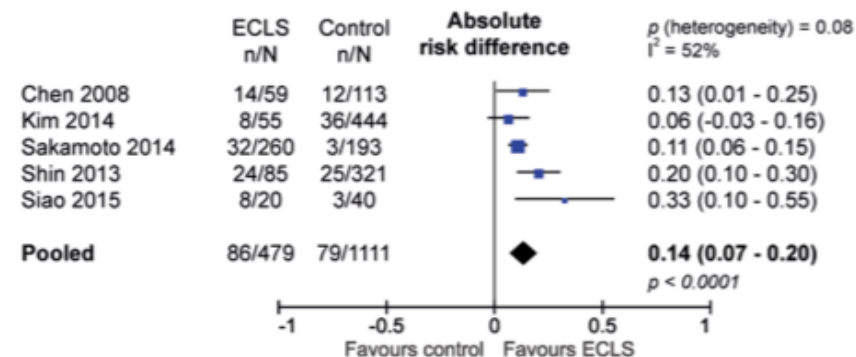 ECLS Control Absolute p (heterogeneity) = 0.08
n/N n/N risk difference I² = 52%
Chen 2008 14/59 12/113 0.13 (0.01 - 0.25)
Kim 2014 8/55 36/444 0.06 (-0.03 - 0.16)
Sakamoto 2014 32/260 3/193 0.11 (0.06 - 0.15)
Shin 2013 24/85 25/321 0.20 (0.10 - 0.30)
Siao 2015 8/20 3/40 0.33 (0.10 - 0.55)
Pooled 86/479 79/1111 0.14 (0.07 - 0.20)
p < 0.0001
-1 -0.5 0 0.5 1
Favours control Favours ECLS